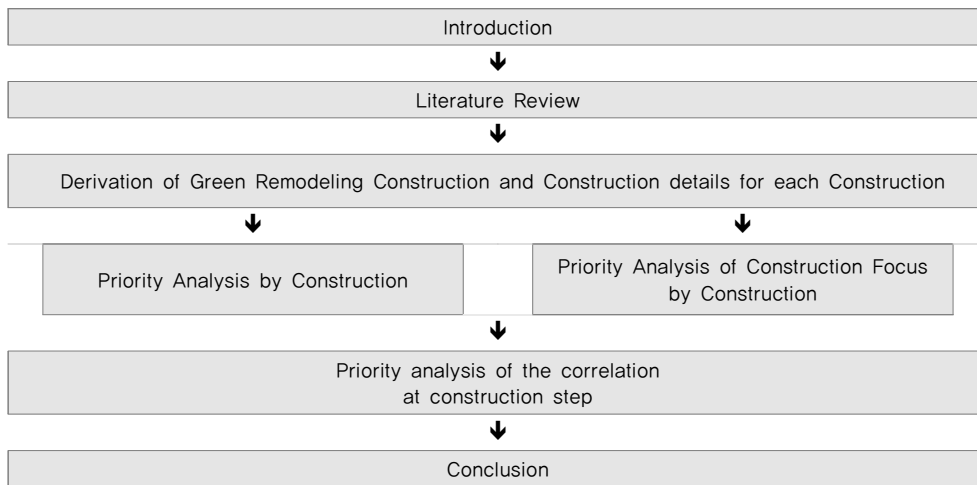 Introduction
Literature Review
Derivation of Green Remodeling Construction and Construction details for each Construction
Priority Analysis by Construction
Priority Analysis of Construction Focus
by Construction
Priority analysis of the correlation
at construction step
Conclusion